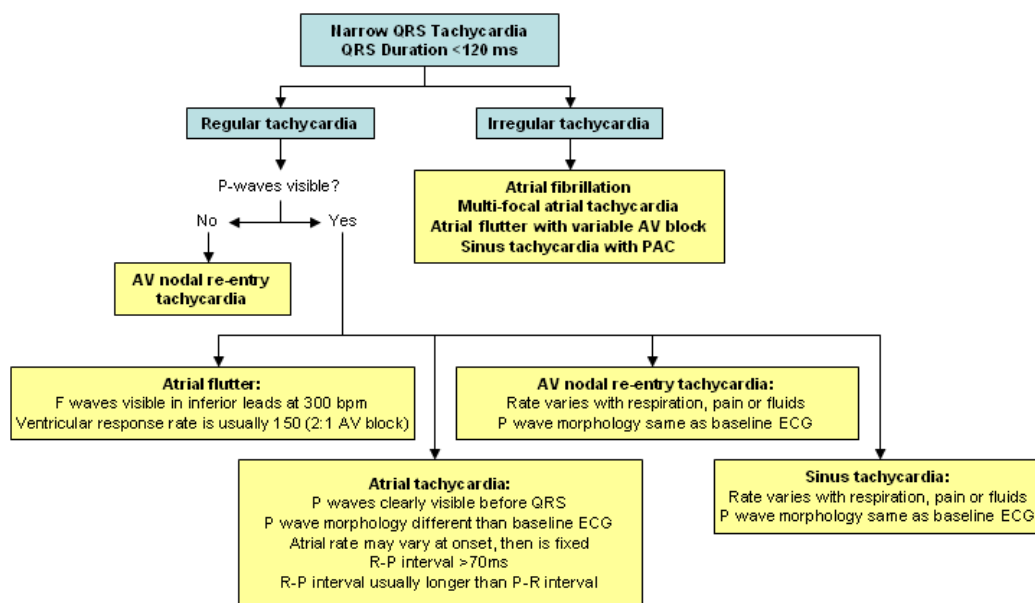 Narrow QRS Tachycardia
QRS Duration <120 ms
Regular tachycardia
Irregular tachycardia
P-waves visible?
No
Yes
Atrial fibrillation
Multi-focal atrial tachycardia
Atrial flutter with variable AV block
Sinus tachycardia with PAC
AV nodal re-entry
tachycardia
Atrial flutter:
F waves visible in inferior leads at 300 bpm
Ventricular response rate is usually 150 (2:1 AV block)
AV nodal re-entry tachycardia:
Rate varies with respiration, pain or fluids
P wave morphology same as baseline ECG
Atrial tachycardia:
P waves clearly visible before QRS
P wave morphology different than baseline ECG
Atrial rate may vary at onset, then is fixed
R-P interval >70ms
R-P interval usually longer than P-R interval
Sinus tachycardia:
Rate varies with respiration, pain or fluids
P wave morphology same as baseline ECG